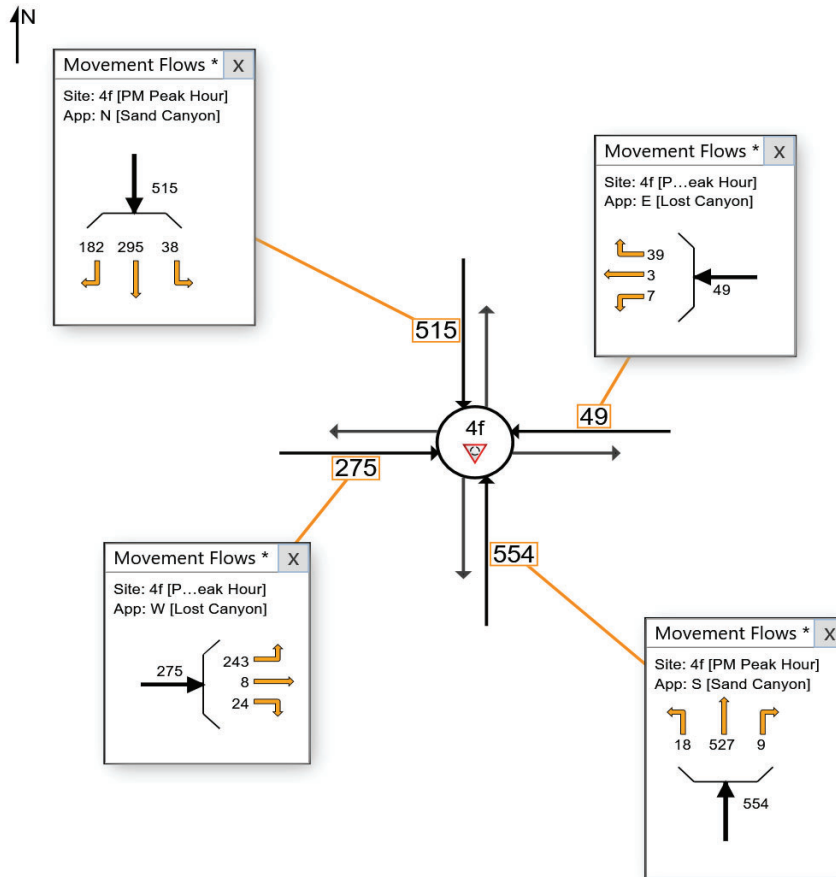 N
Movement Flows * X
Site: 4f [PM Peak Hour]
App: N [Sand Canyon]
515
182 295 38
Movement Flows * X
Site: 4f [P...eak Hour]
App: E [Lost Canyon]
39
3
7
49
515
4f
49
275
554
Movement Flows * X
Site: 4f [P...eak Hour]
App: W [Lost Canyon]
275
243
8
24
Movement Flows * X
Site: 4f [PM Peak Hour]
App: S [Sand Canyon]
18 527 9
554